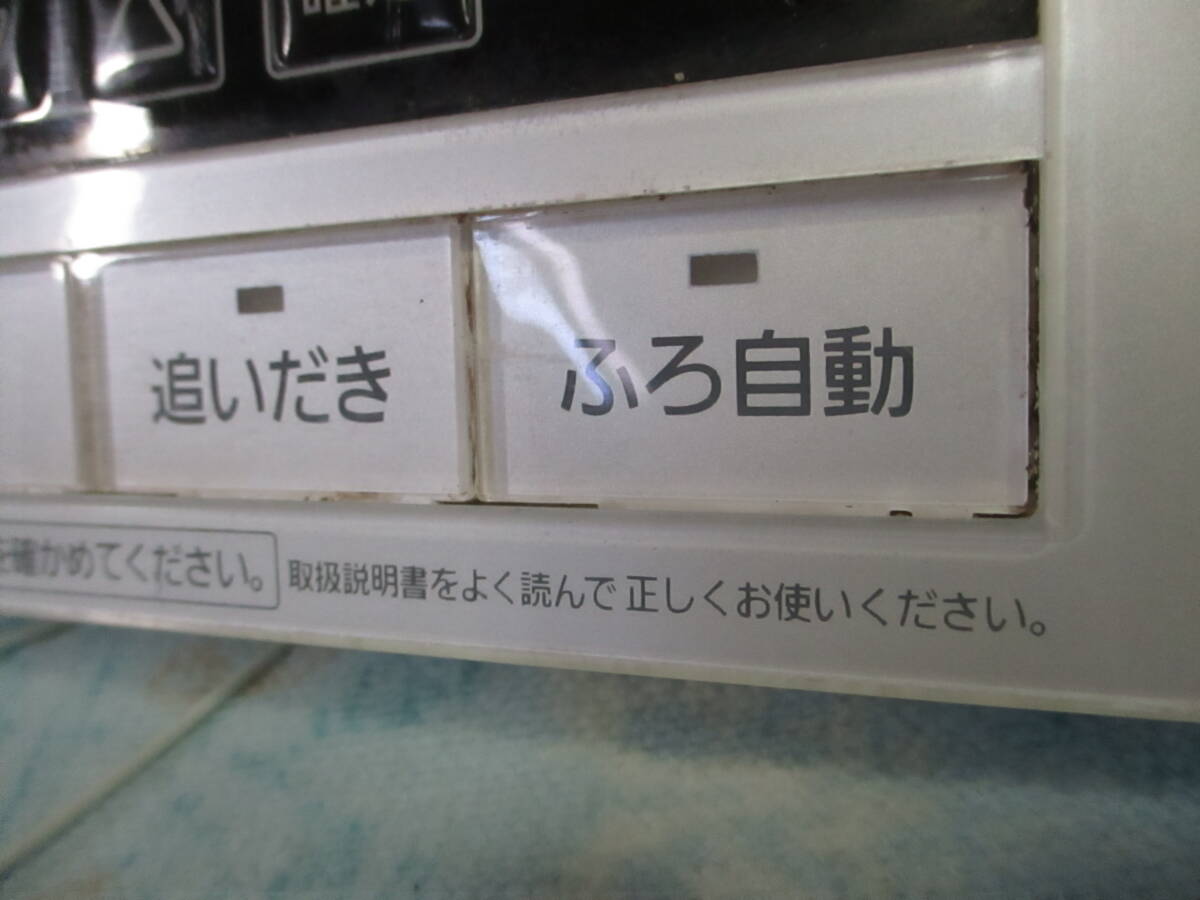 追いだき
ふろ自動
を確かめてください。
取扱説明書をよく読んで 正しくお使いください。